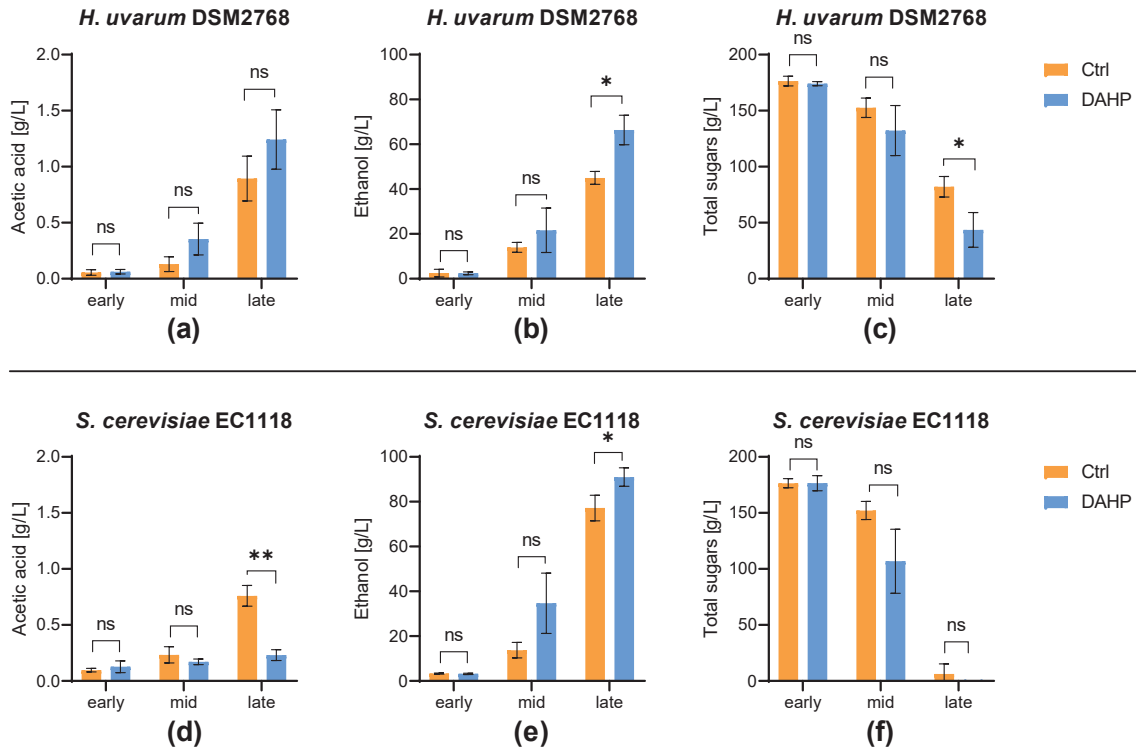 H. uvarum DSM2768
H. uvarum DSM2768
H. uvarum DSM2768
Acetic acid [g/L]
2.0
1.5
1.0
0.5
0.0
ns
ns
ns
early
mid
late
(a)
Ethanol [g/L]
100
80
60
40
20
0
ns
ns
*
early
mid
late
(b)
Total sugars [g/L]
200
150
100
50
0
ns
ns
*
early
mid
late
(c)
Ctrl
DAHP
S. cerevisiae EC1118
S. cerevisiae EC1118
S. cerevisiae EC1118
Acetic acid [g/L]
2.0
1.5
1.0
0.5
0.0
ns
ns
**
early
mid
late
(d)
Ethanol [g/L]
100
80
60
40
20
0
ns
ns
*
early
mid
late
(e)
Total sugars [g/L]
200
150
100
50
0
ns
ns
ns
early
mid
late
(f)
Ctrl
DAHP